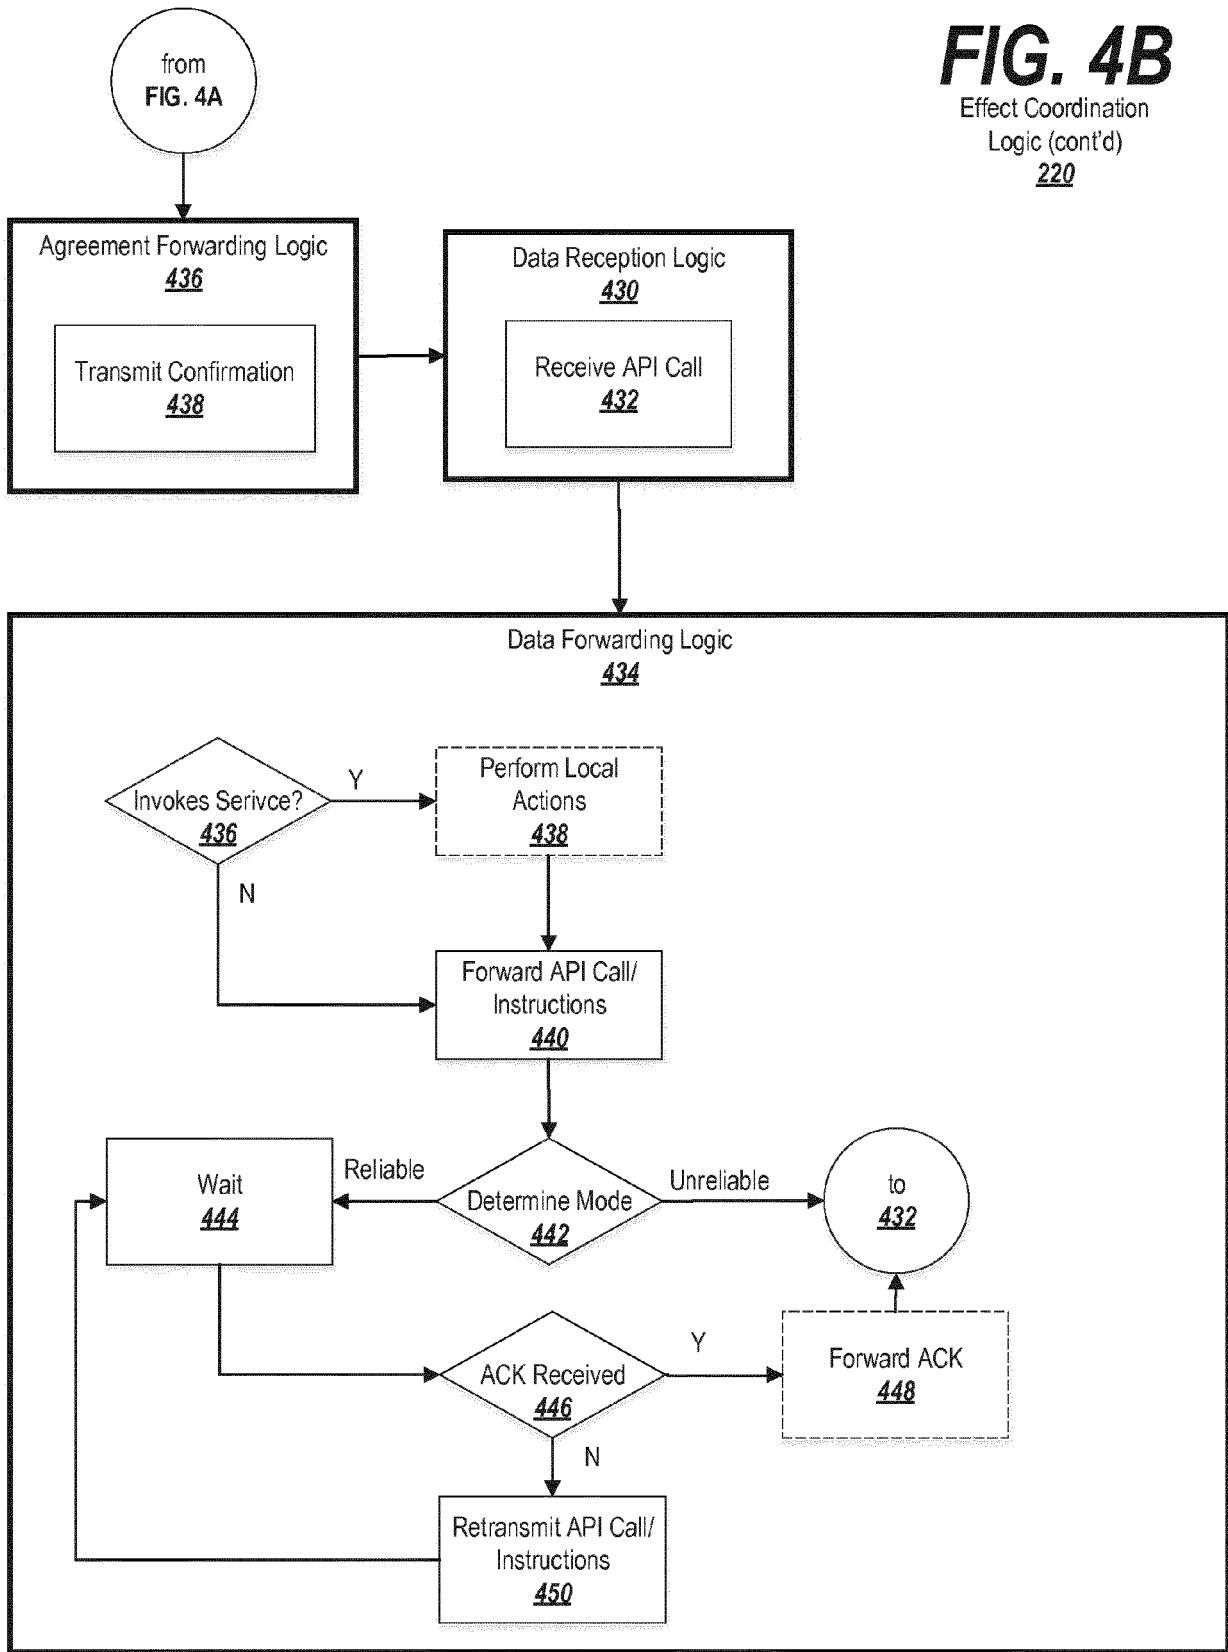 from
FIG. 4A
FIG. 4B
Effect Coordination
Logic (cont'd)
220
Agreement Forwarding Logic
436
Transmit Confirmation
438
Data Reception Logic
430
Receive API Call
432
Data Forwarding Logic
434
Invokes Serivce?
436
Y
N
Perform Local
Actions
438
Forward API Call/
Instructions
440
Wait
444
Reliable
Determine Mode
442
Unreliable
to
432
ACK Received
446
Y
N
Forward ACK
448
Retransmit API Call/
Instructions
450